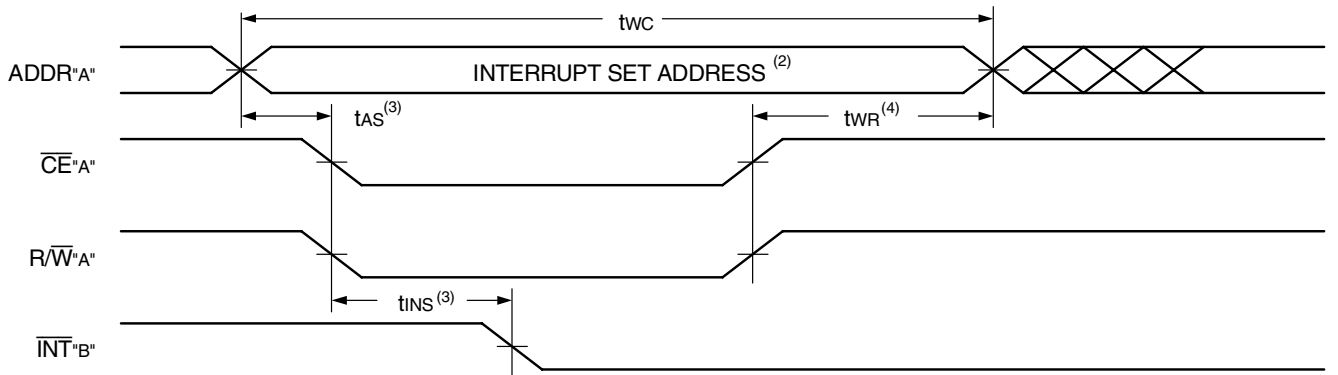 tWC
ADDR"A"
INTERRUPT SET ADDRESS (2)
tAS(3)
tWR(4)
CE"A"
R/W"A"
tINS(3)
INT"B"